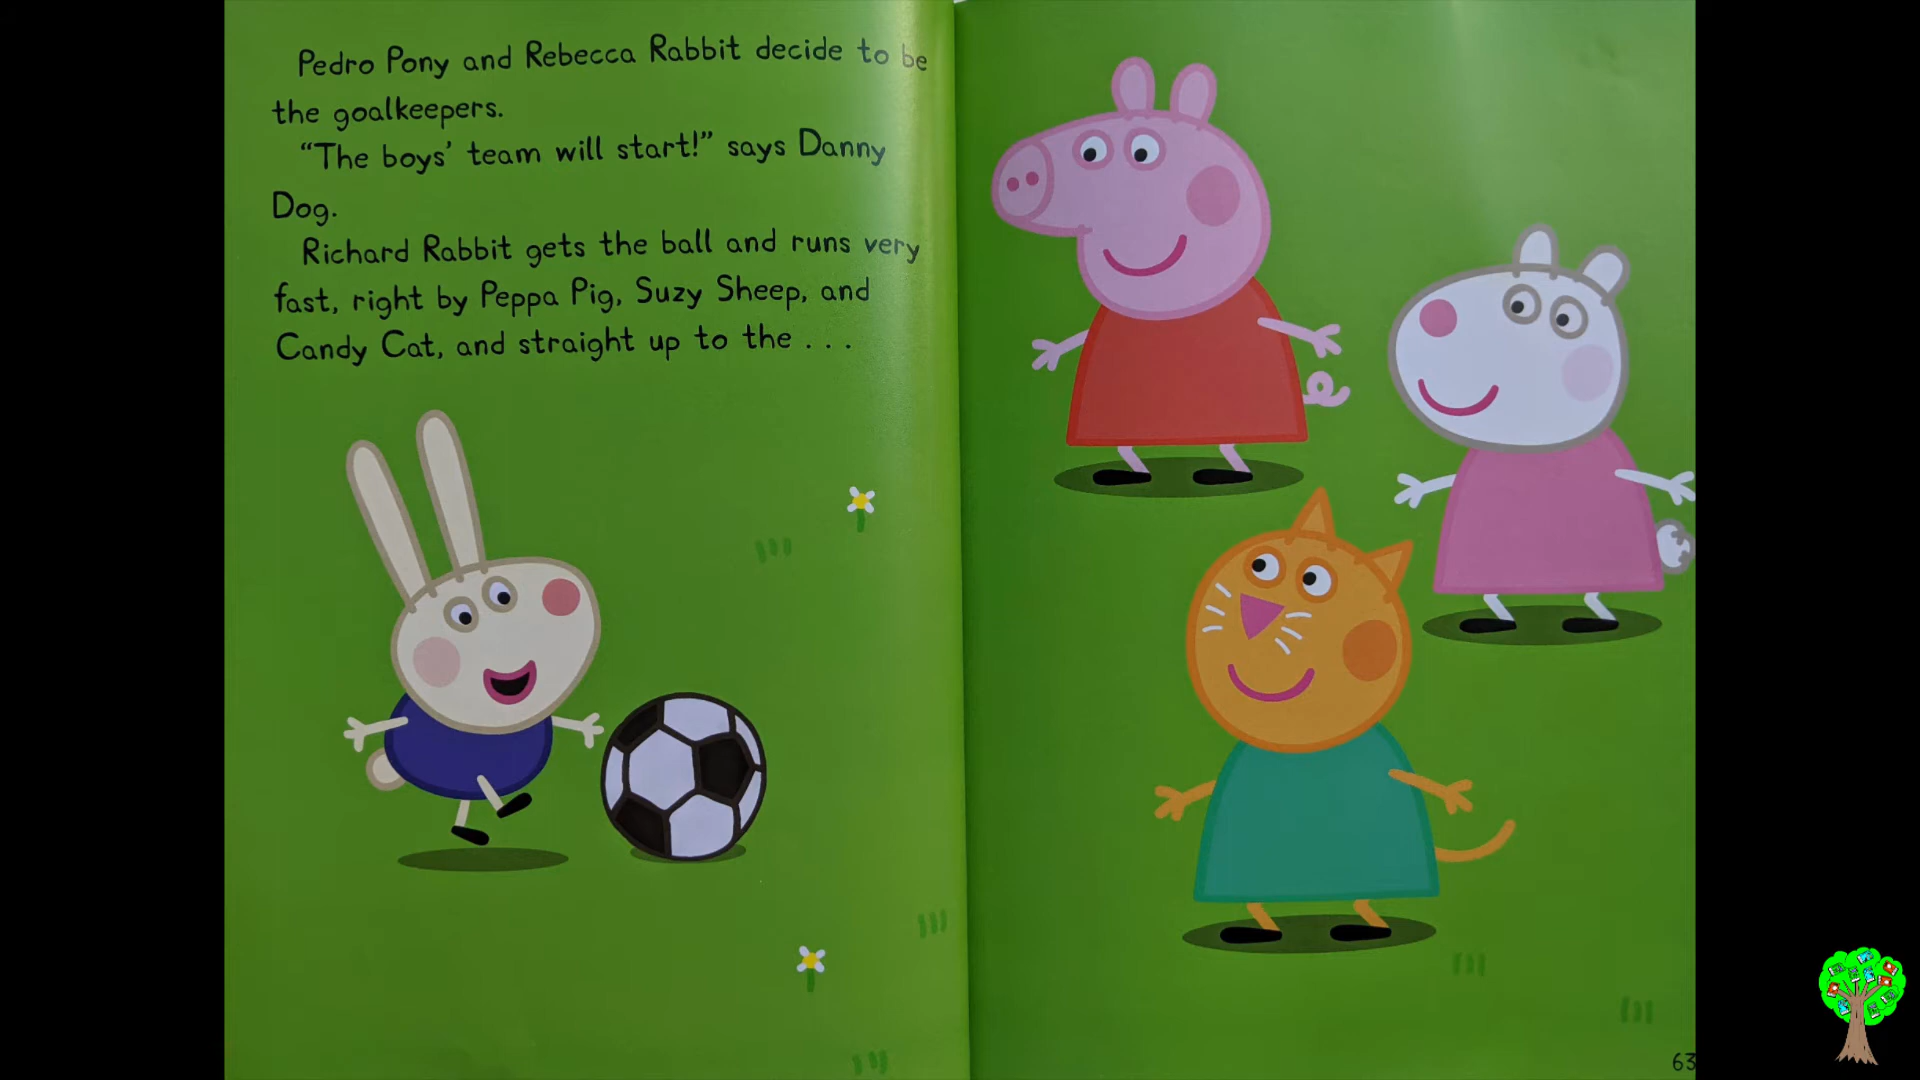 Pedro Pony and Rebecca Rabbit decide to be
the goalkeepers.
“The boys’ team will start!” says Danny
Dog.
Richard Rabbit gets the ball and runs very
fast, right by Peppa Pig, Suzy Sheep, and
Candy Cat, and straight up to the . . .
63